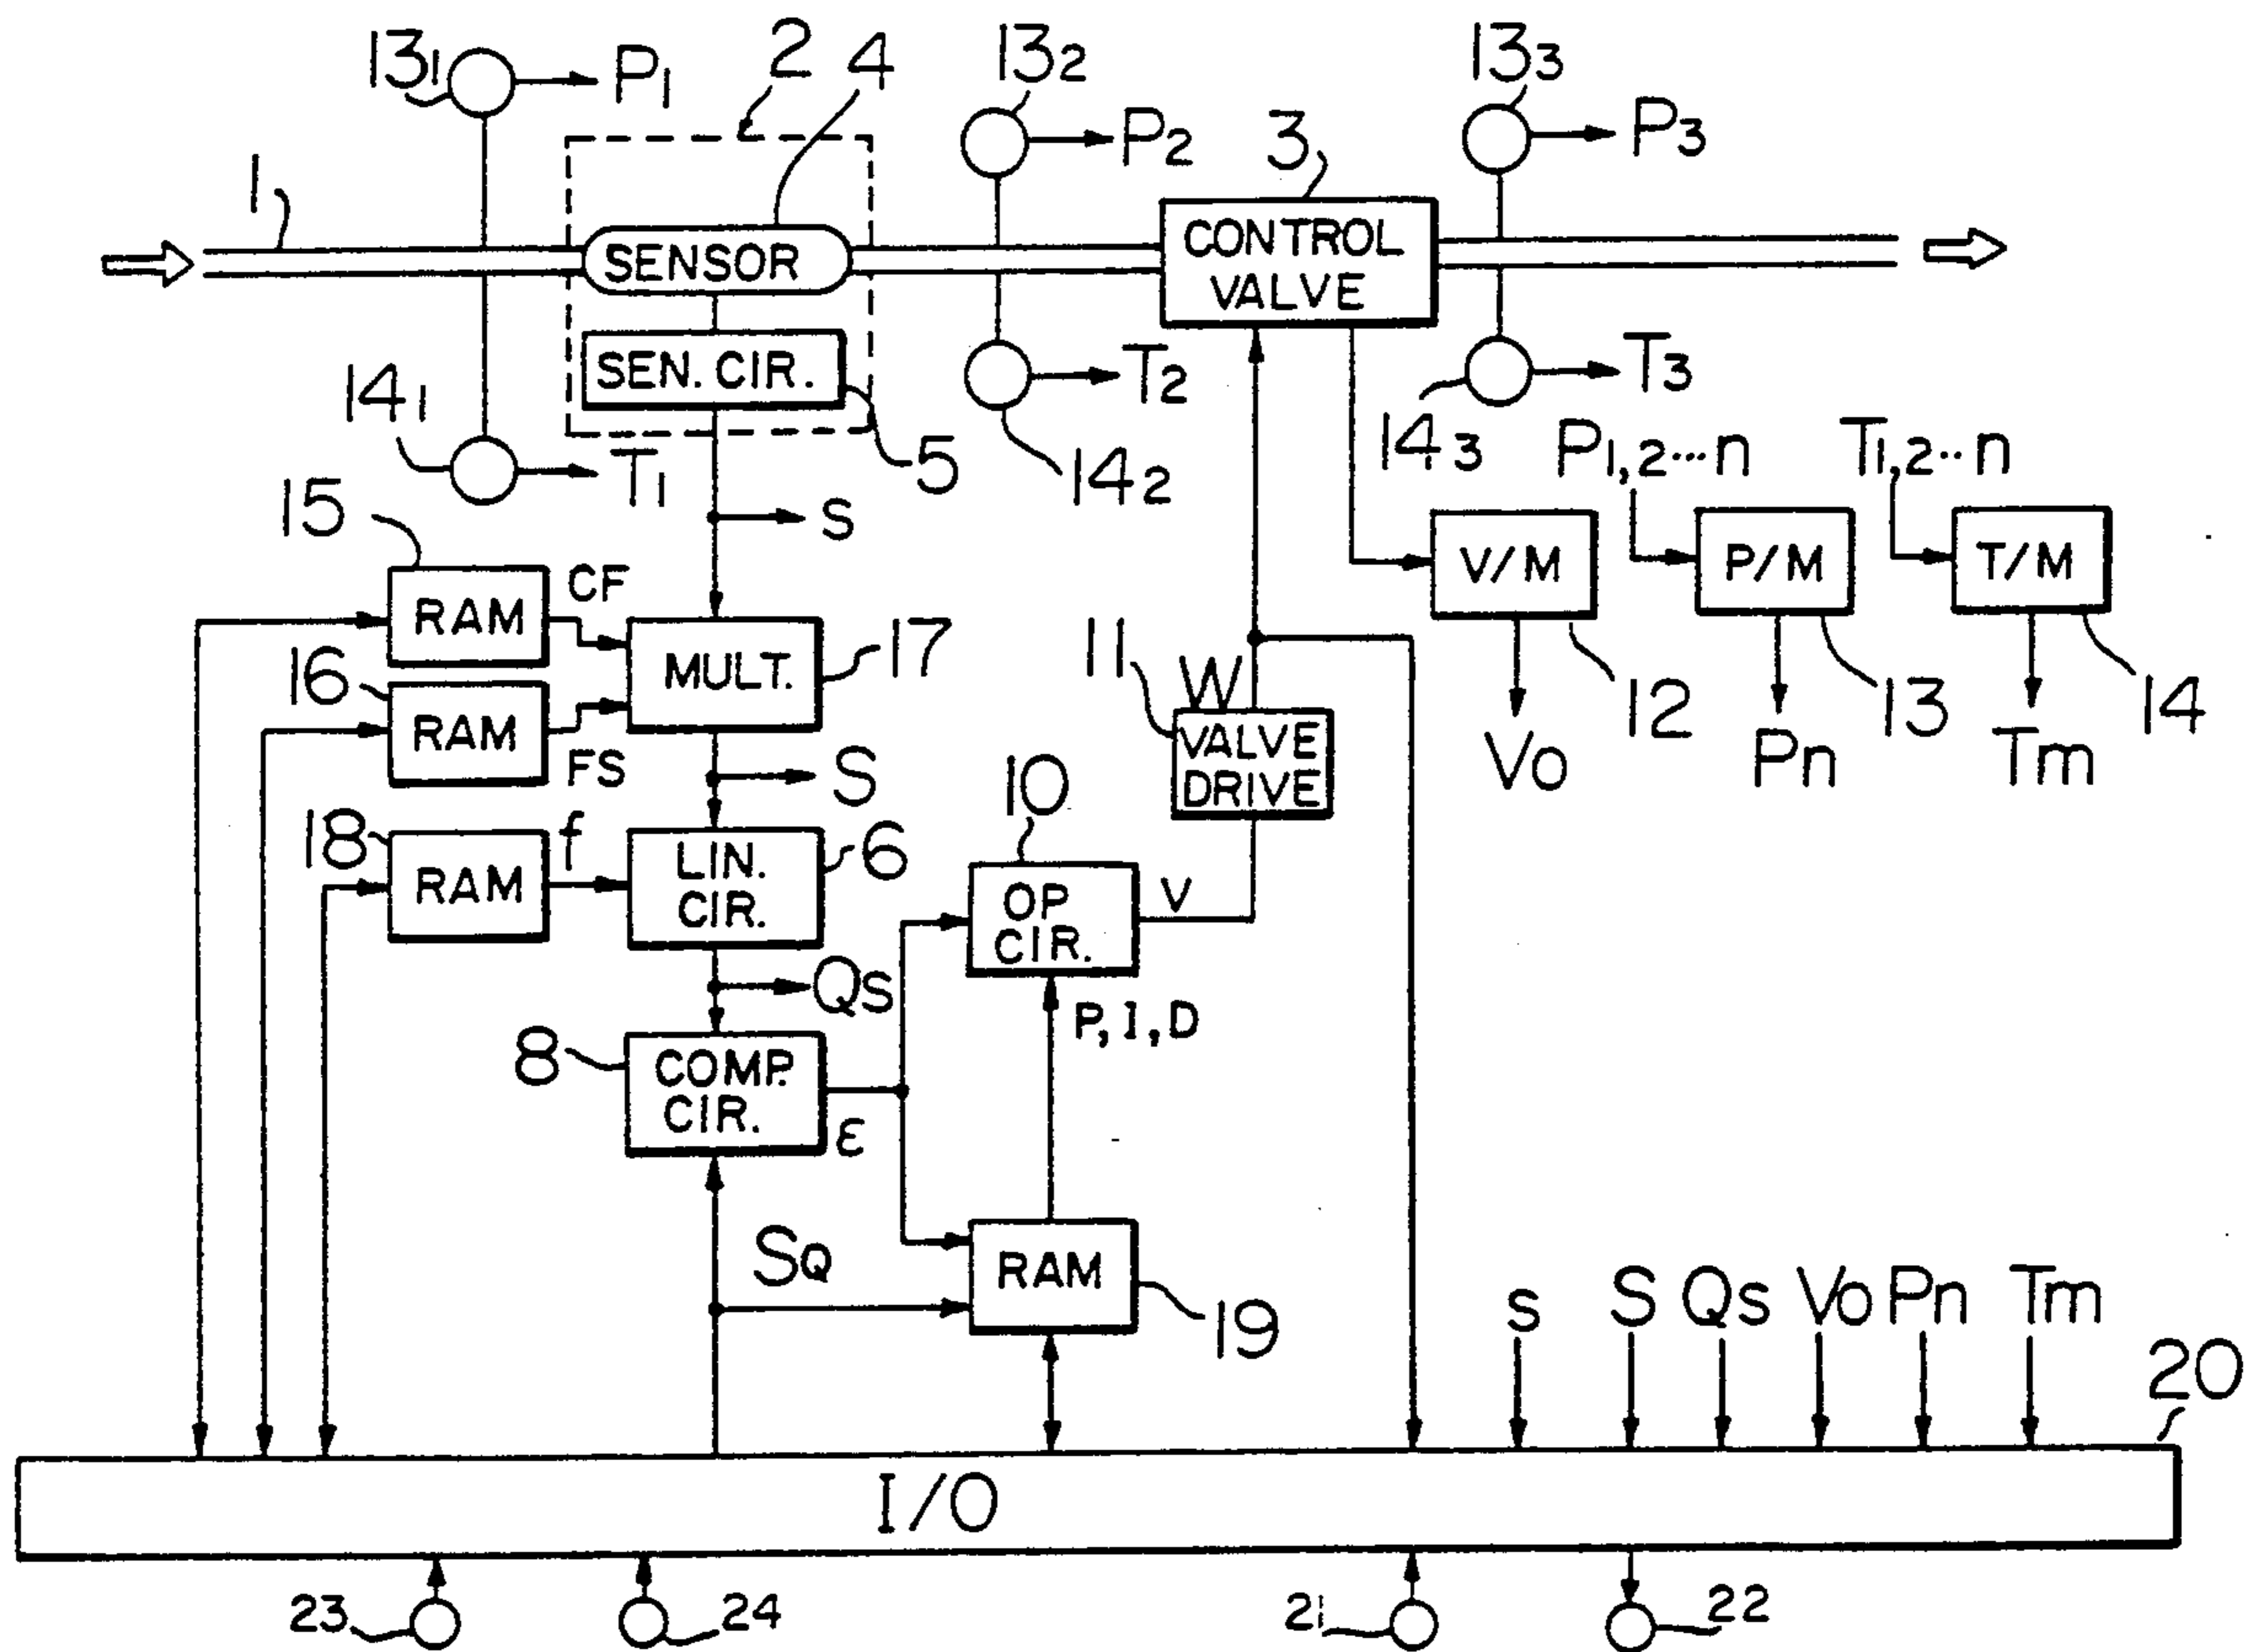 13₁
P₁
2
4
13₂
P₂
13₃
P₃
1
3
SENSOR
CONTROL
VALVE
SEN. CIR.
14₁
T₁
5
T₂
14₂
T₃
14₃
P1,2···n
T1,2··n
15
s
RAM
CF
MULT.
17
V/M
P/M
T/M
16
RAM
FS
11
W
VALVE
DRIVE
12
13
14
S
Vo
Pn
Tm
18
RAM
f
LIN.
CIR.
6
10
OP
CIR.
V
Qs
P, I, D
8
COMP.
CIR.
ε
SQ
RAM
19
s
S
Qs
Vo
Pn
Tm
20
I/O
23
24
21
22